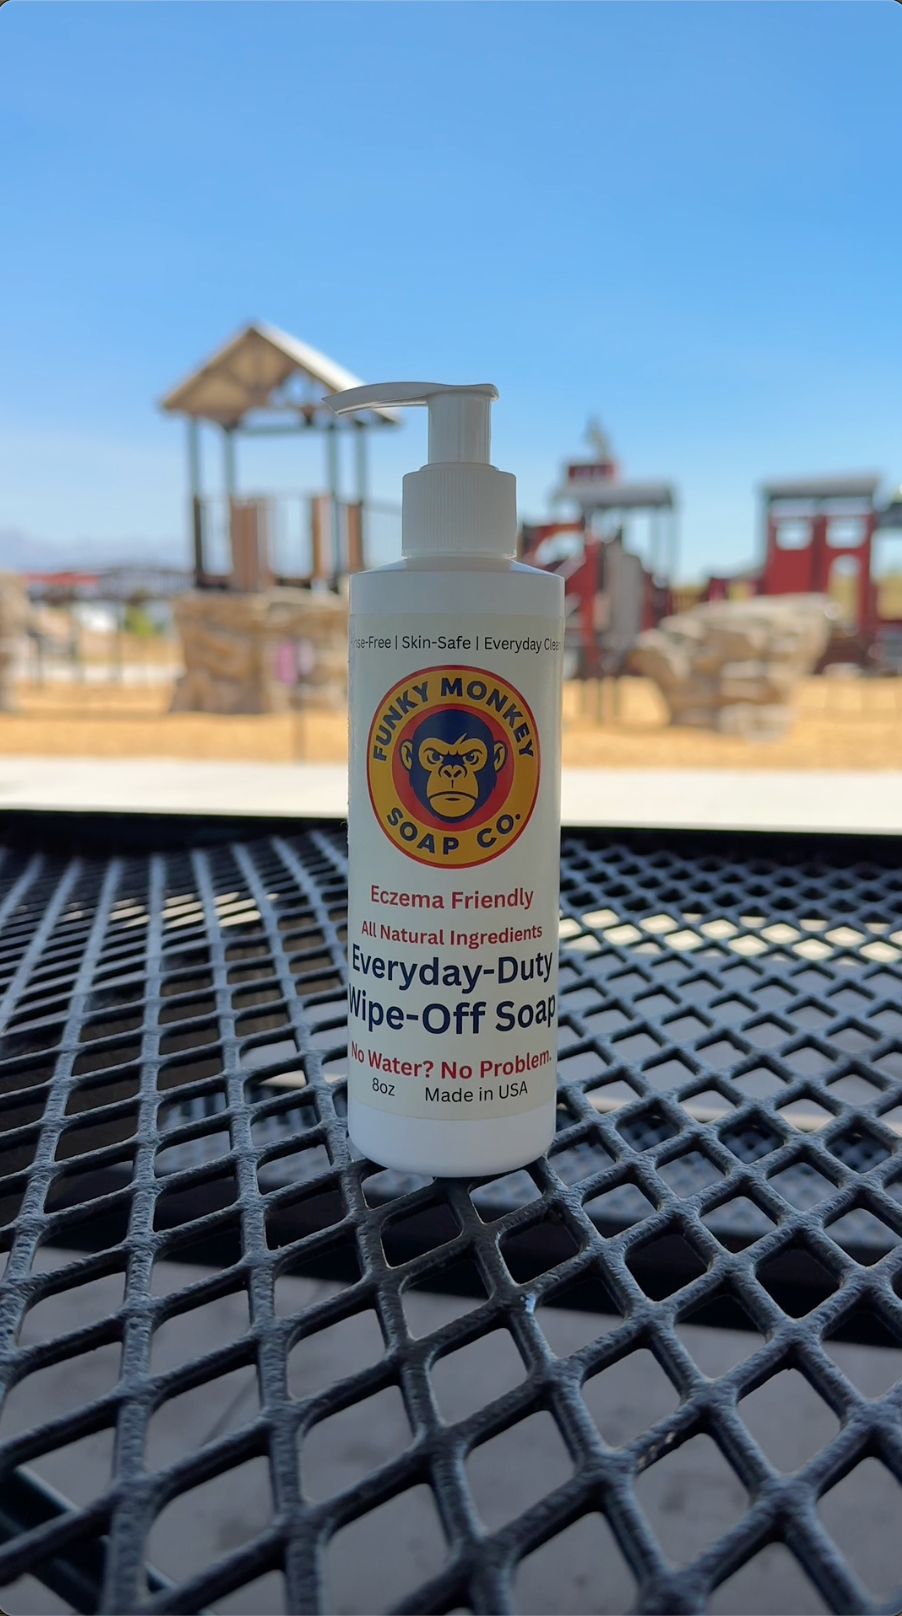 Skin-Safe | Everyday
FUNKY MONKEY
SOAP CO.
Eczema Friendly
All Natural Ingredients
Everyday-Duty
Wipe-Off Soap
No Water? No Problem.
8oz Made in USA